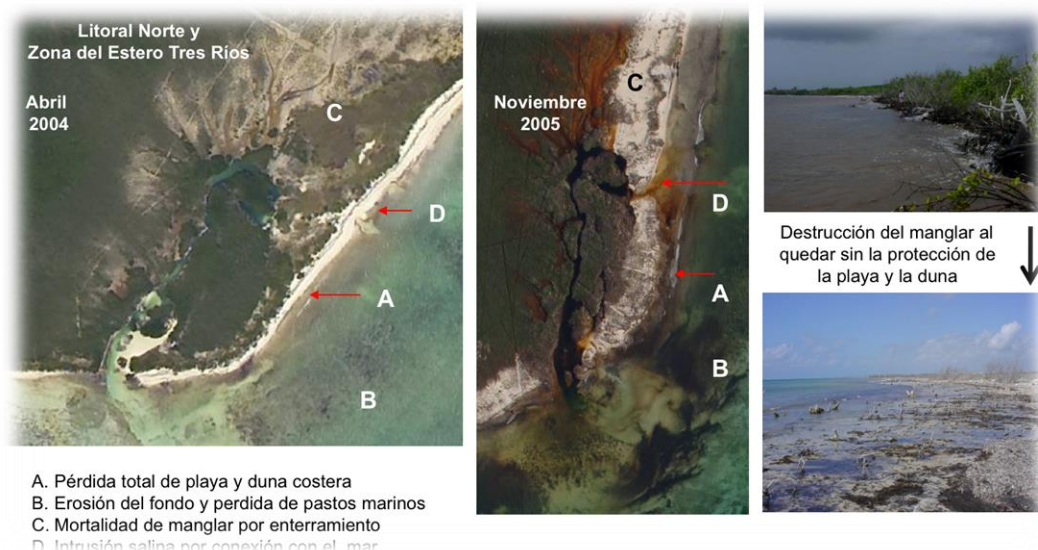 Litoral Norte y
Zona del Estero Tres Ríos
Abril
2004
C
D
A
B
Noviembre
2005
C
D
A
B
Destrucción del manglar al
quedar sin la protección de
la playa y la duna
A. Pérdida total de playa y duna costera
B. Erosión del fondo y perdida de pastos marinos
C. Mortalidad de manglar por enterramiento
D. Intrusión salina por conexión con el mar